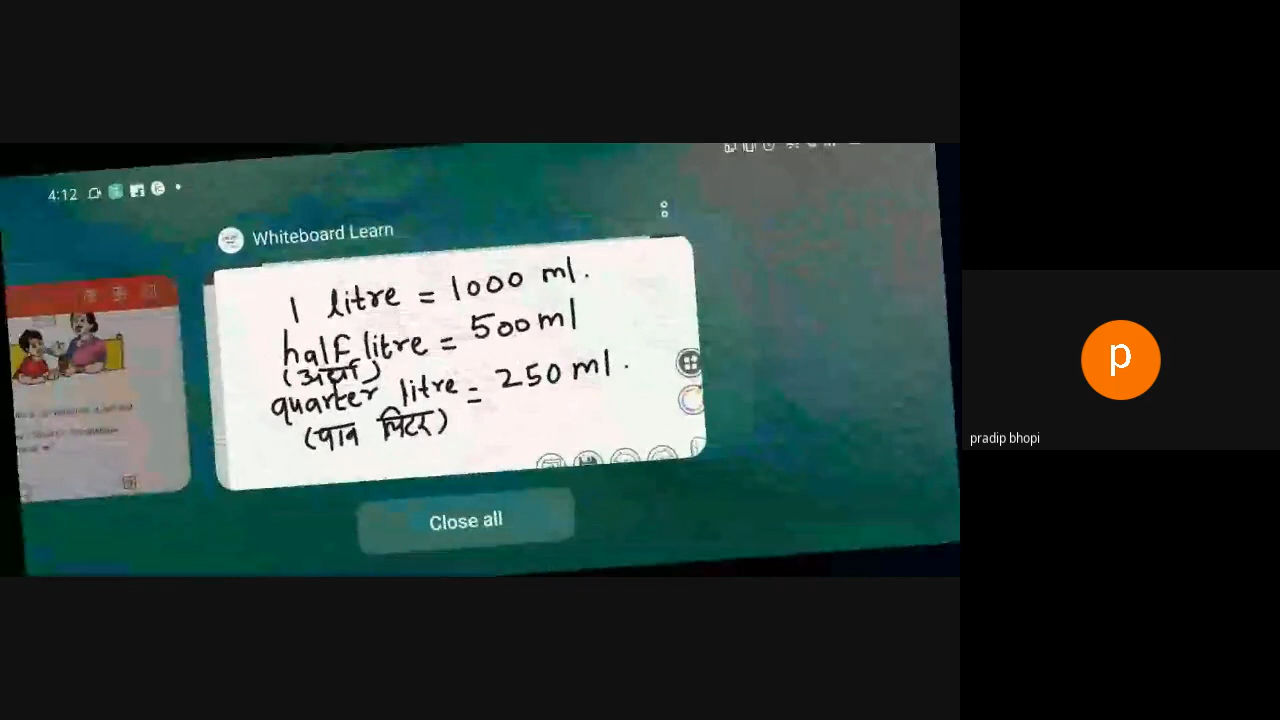 4:12
Whiteboard Learn
1 litre = 1000 ml.
half litre = 500 ml
(अर्धा)
quarter litre = 250 ml.
(पाव लिटर)
Close all
p
pradip bhopi